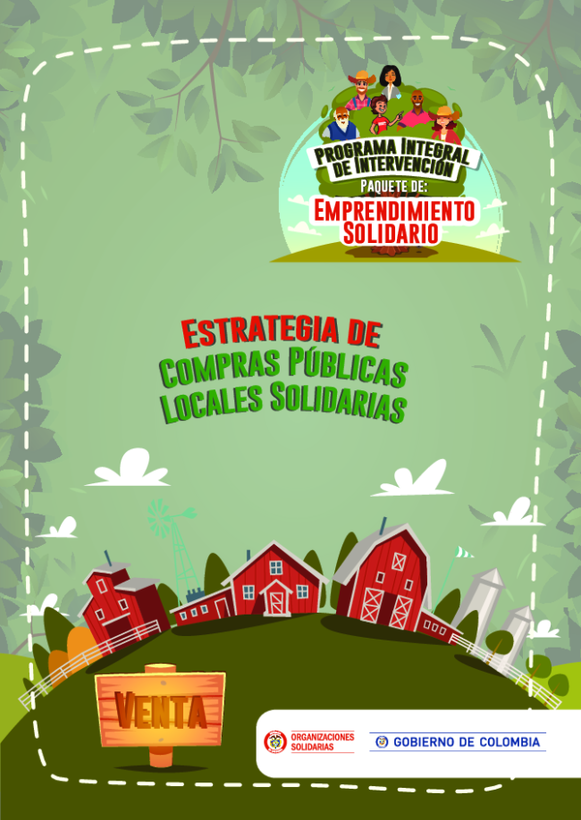 PROGRAMA INTEGRAL
DE INTERVENCIÓN
PAQUETE DE:
EMPRENDIMIENTO
SOLIDARIO
ESTRATEGIA DE
COMPRAS PÚBLICAS
LOCALES SOLIDARIAS
VENTA
ORGANIZACIONES
SOLIDARIAS
GOBIERNO DE COLOMBIA